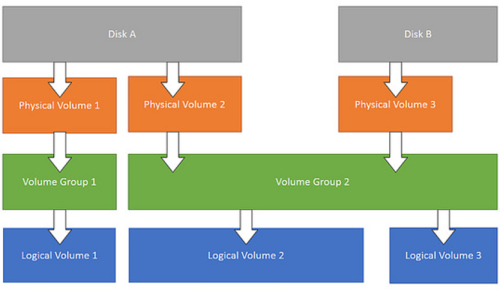 Disk A
Disk B
Physical Volume 1
Physical Volume 2
Physical Volume 3
Volume Group 1
Volume Group 2
Logical Volume 1
Logical Volume 2
Logical Volume 3